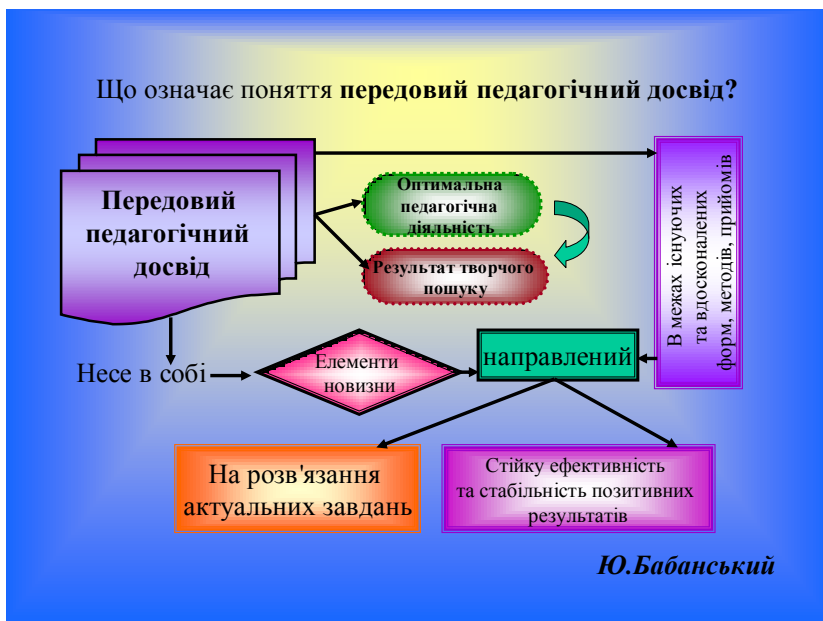 Що означає поняття передовий педагогічний досвід?
Передовий
педагогічний
досвід
Оптимальна
педагогічна
діяльність
Результат творчого
пошуку
В межах існуючих
та вдосконалених
форм, методів, прийомів
Несе в собі
Елементи
новизни
направлений
На розв'язання
актуальних завдань
Стійку ефективність
та стабільність позитивних
результатів
Ю.Бабанський